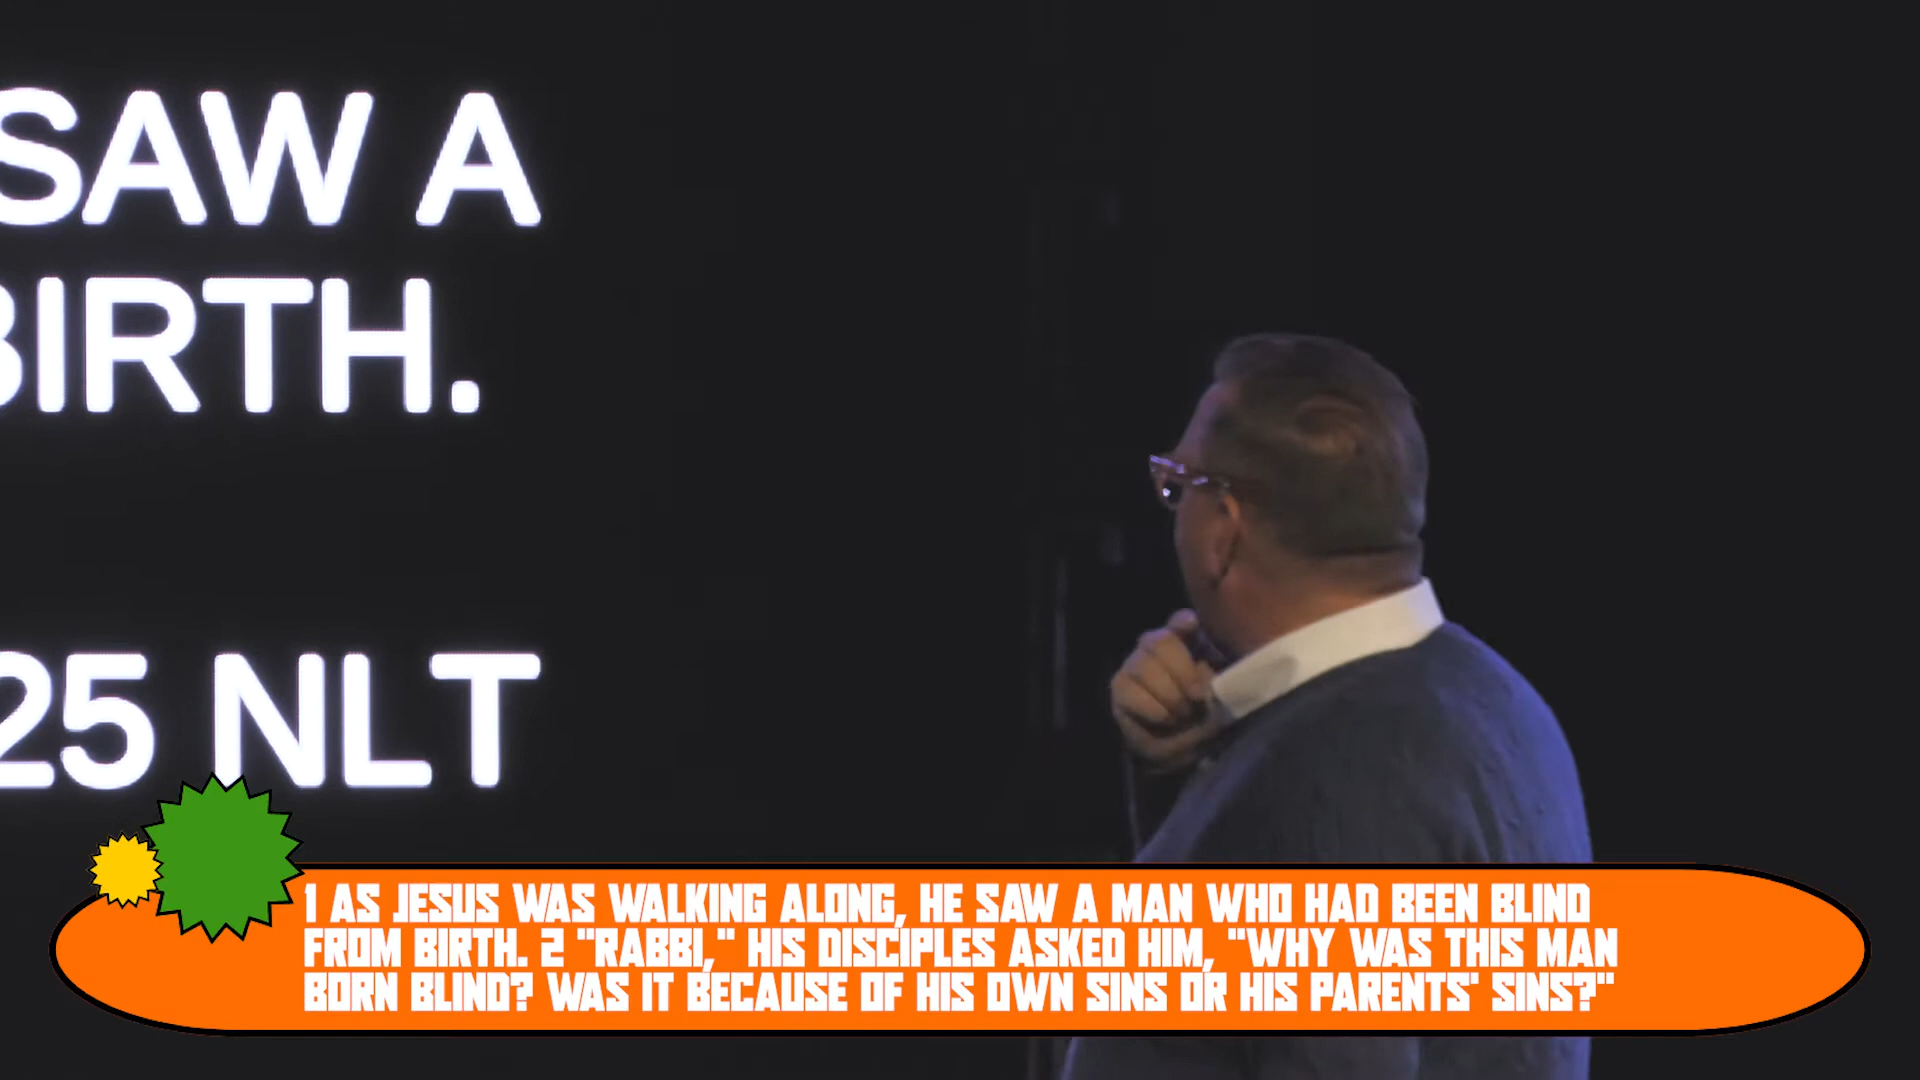 SAW A
BIRTH.
25 NLT
1 AS JESUS WAS WALKING ALONG, HE SAW A MAN WHO HAD BEEN BLIND
FROM BIRTH. 2 "RABBI," HIS DISCIPLES ASKED HIM, "WHY WAS THIS MAN
BORN BLIND? WAS IT BECAUSE OF HIS OWN SINS OR HIS PARENTS' SINS?"